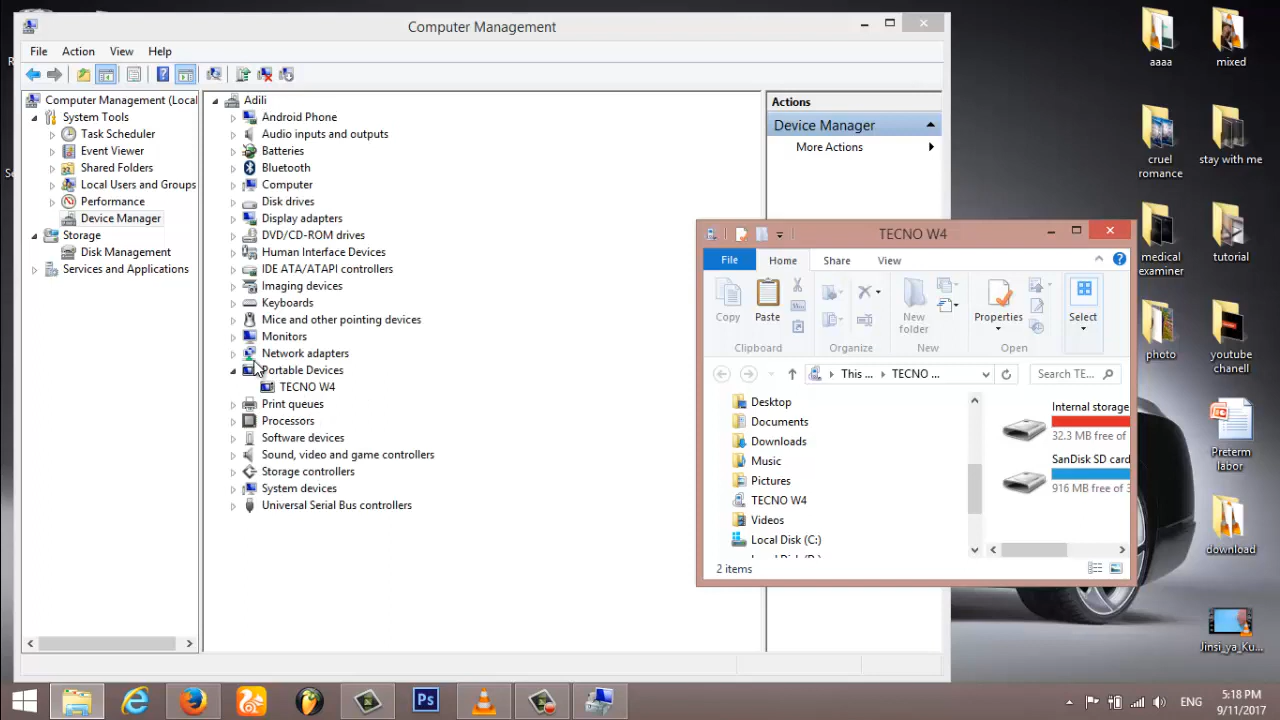 Computer Management
File Action View Help
Computer Management (Local
System Tools
Task Scheduler
Event Viewer
Shared Folders
Local Users and Groups
Performance
Device Manager
Storage
Disk Management
Services and Applications
Adili
Android Phone
Audio inputs and outputs
Batteries
Bluetooth
Computer
Disk drives
Display adapters
DVD/CD-ROM drives
Human Interface Devices
IDE ATA/ATAPI controllers
Imaging devices
Keyboards
Mice and other pointing devices
Monitors
Network adapters
Portable Devices
TECNO W4
Print queues
Processors
Software devices
Sound, video and game controllers
Storage controllers
System devices
Universal Serial Bus controllers
Actions
Device Manager
More Actions
TECNO W4
File Home Share View
Copy
Paste
New
folder
Properties
Select
Clipboard
Organize
New
This ... TECNO ...
Search TE...
Desktop
Documents
Downloads
Music
Pictures
TECNO W4
Videos
Local Disk (C:)
Internal storage
32.3 MB free of
SanDisk SD card
916 MB free of
2 items
aaaa
mixed
cruel
romance
stay with me
medical
examiner
tutorial
photo
youtube
chanell
Preterm
labor
download
Jinsi_ya_Ku...
Ps
ENG
5:18 PM
9/11/2017